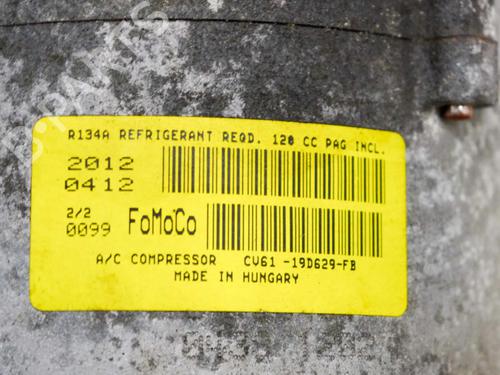 R134A REFRIGERANT REQD. 120 CC PAG INCL.
2012
0412
2/2
0099
FoMoCo
A/C COMPRESSOR CV61 -19D629-FB
MADE IN HUNGARY